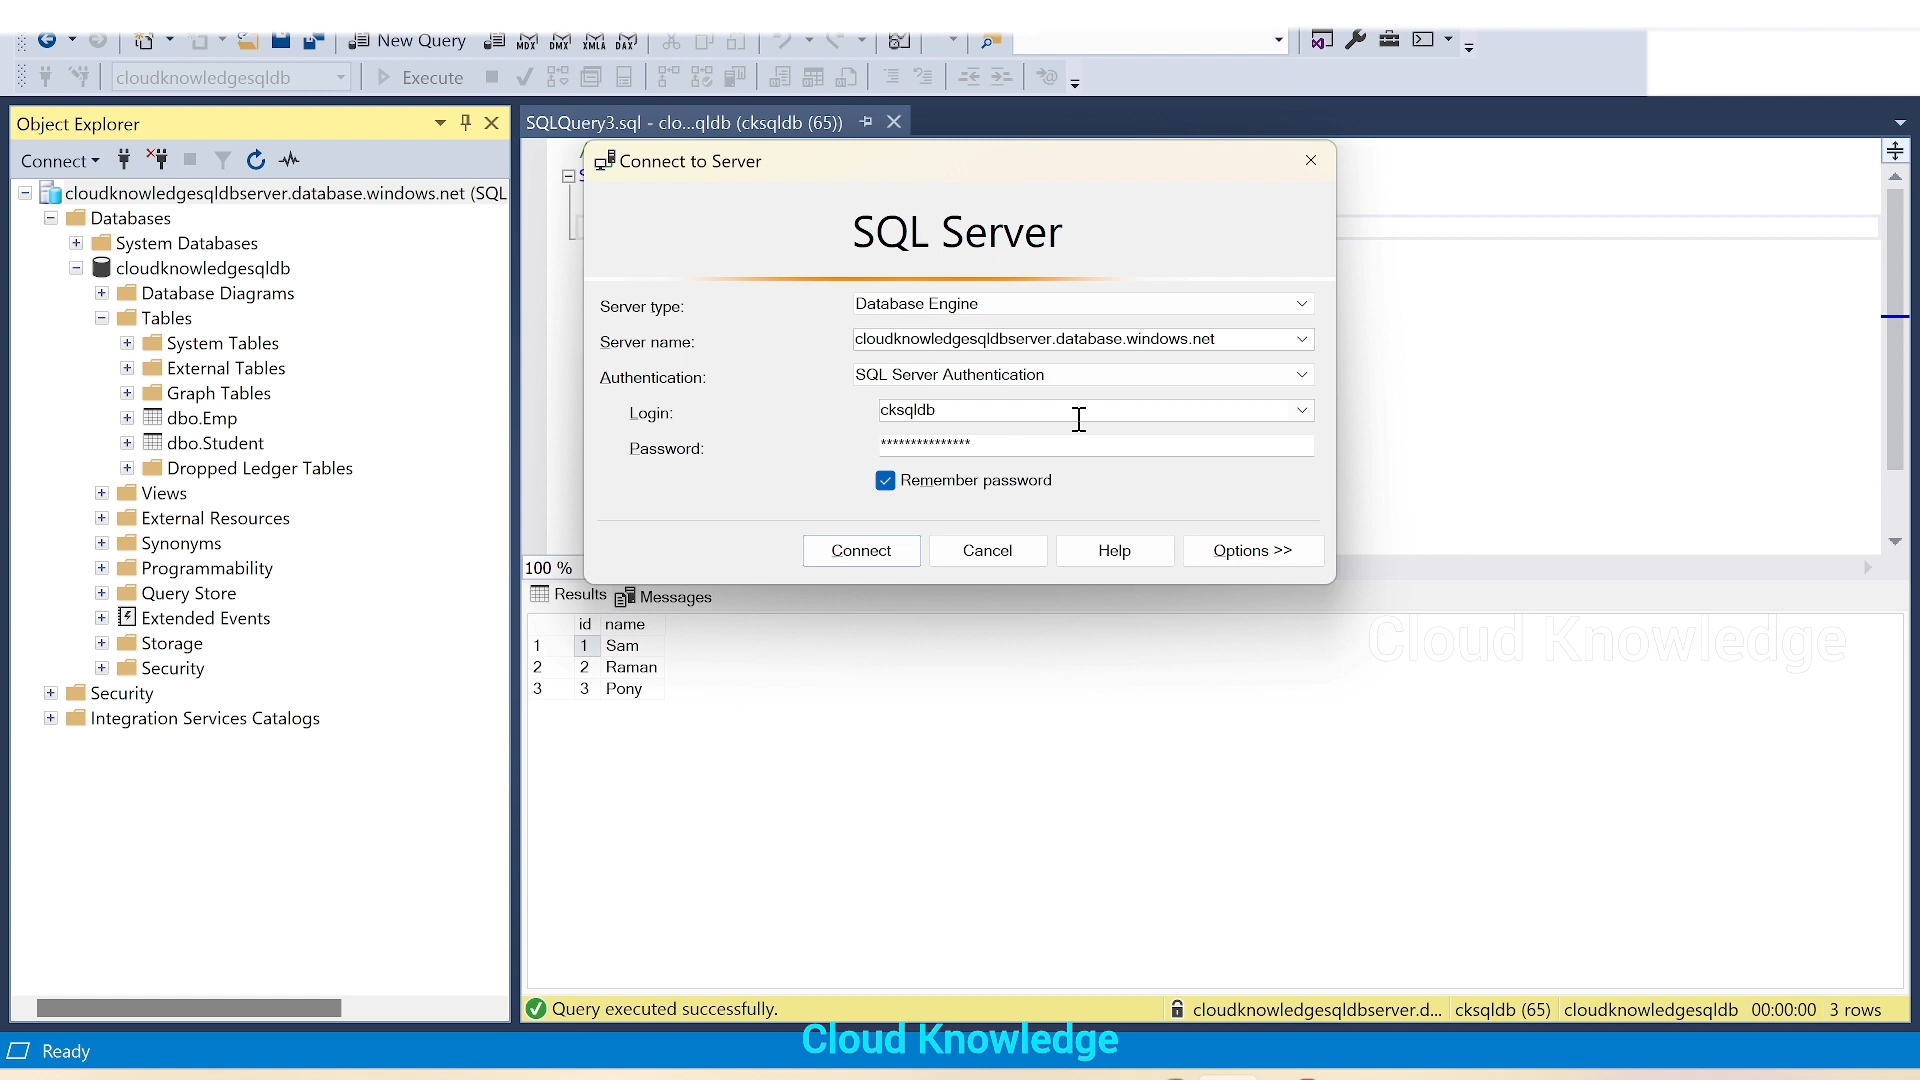 New Query
MDX
DMX
XMLA
DAX
cloudknowledgesqldb
Execute
Object Explorer
Connect
cloudknowledgesqldbserver.database.windows.net (SQL
Databases
System Databases
cloudknowledgesqldb
Database Diagrams
Tables
System Tables
External Tables
Graph Tables
dbo.Emp
dbo.Student
Dropped Ledger Tables
Views
External Resources
Synonyms
Programmability
Query Store
Extended Events
Storage
Security
Security
Integration Services Catalogs
SQLQuery3.sql - clo...qldb (cksqldb (65))
Connect to Server
SQL Server
Server type:
Database Engine
Server name:
cloudknowledgesqldbserver.database.windows.net
Authentication:
SQL Server Authentication
Login:
cksqldb
Password:
***************
Remember password
Connect
Cancel
Help
Options >>
100 %
Results
Messages
id name
1 1 Sam
2 2 Raman
3 3 Pony
Cloud Knowledge
Query executed successfully.
cloudknowledgesqldbserver.d...
cksqldb (65)
cloudknowledgesqldb
00:00:00
3 rows
Cloud Knowledge
Ready